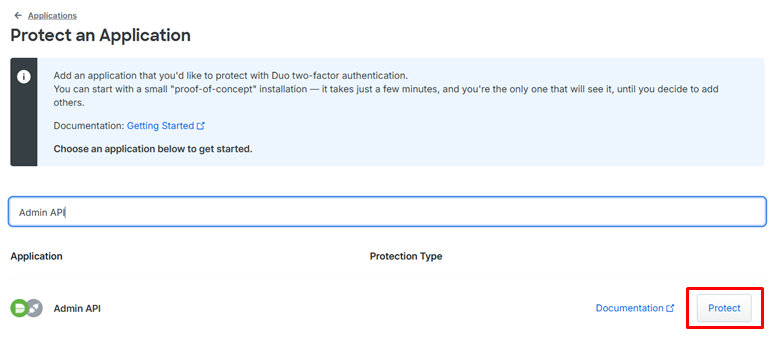 Applications
Protect an Application
Add an application that you'd like to protect with Duo two-factor authentication.
You can start with a small "proof-of-concept" installation — it takes just a few minutes, and you're the only one that will see it, until you decide to add
others.
Documentation: Getting Started
Choose an application below to get started.
Admin API
Application Protection Type
Admin API Documentation Protect